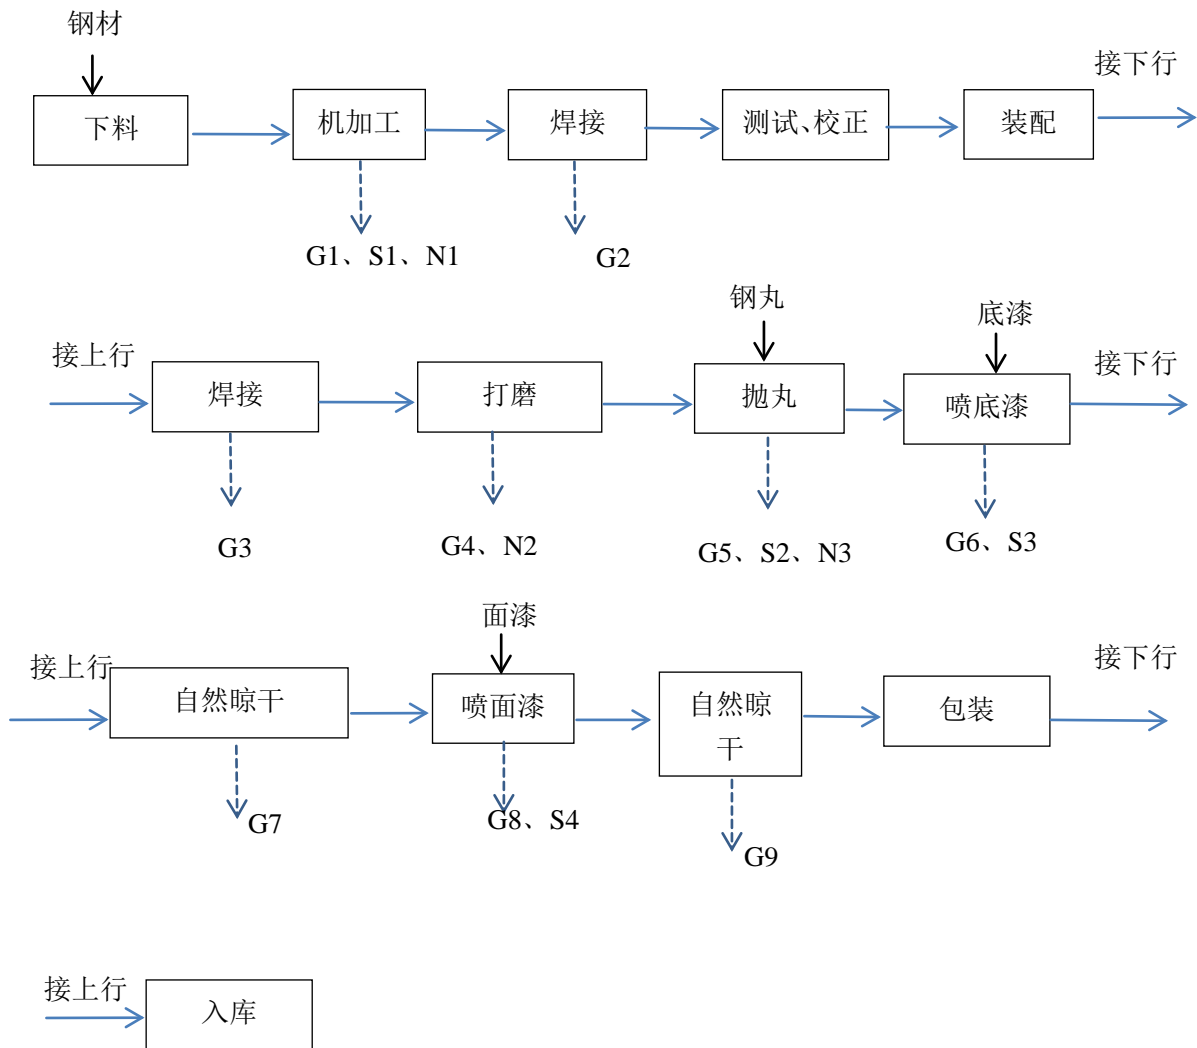 钢材
接下行
下料
机加工
焊接
测试、校正
装配
G1、S1、N1
G2
钢丸
底漆
接上行
接下行
焊接
打磨
抛丸
喷底漆
G3
G4、N2
G5、S2、N3
G6、S3
面漆
接上行
接下行
自然晾干
喷面漆
自然晾
干
包装
G7
G8、S4
G9
接上行
入库